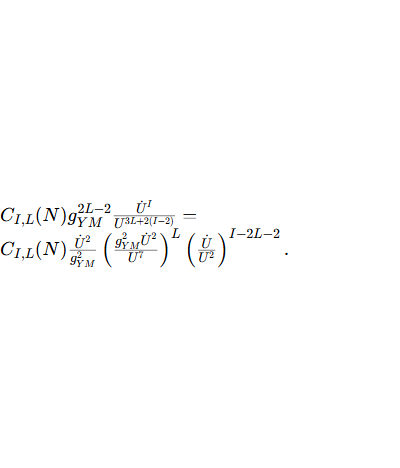 C_{I,L}(N) g_{YM}^{2L-2} \frac{\dot{U}^I}{U^{3L+2(I-2)}} =
C_{I,L}(N) \frac{\dot{U}^2}{g_{YM}^2} \left( \frac{g_{YM}^2 \dot{U}^2}{U^7} \right)^L \left( \frac{\dot{U}}{U^2} \right)^{I-2L-2} .